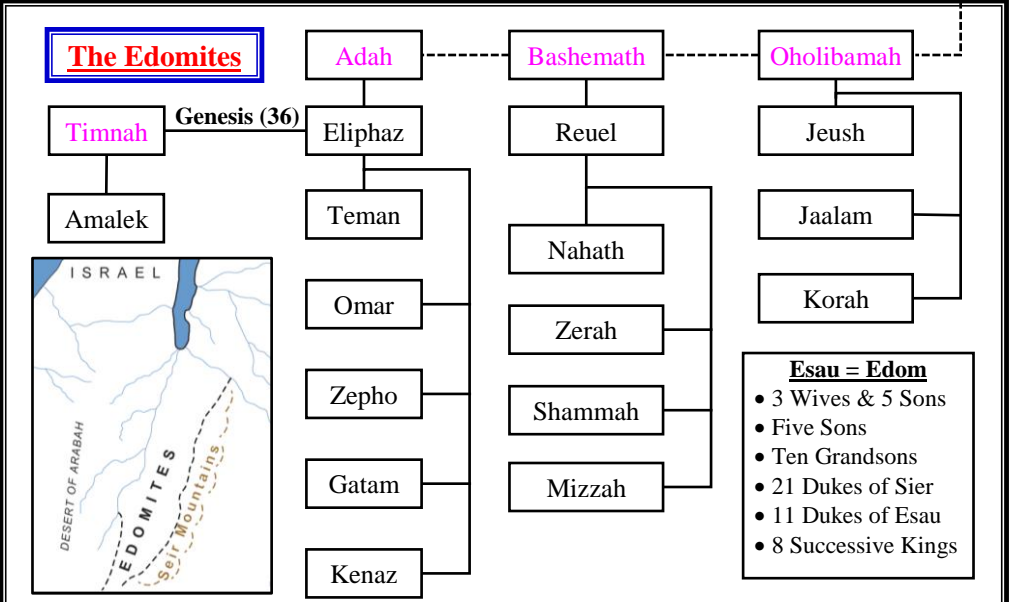 The Edomites
Adah
Bashemath
Oholibamah
Timnah
Genesis (36)
Eliphaz
Reuel
Jeush
Amalek
Teman
Nahath
Jaalam
Omar
Zerah
Korah
Zepho
Shammah
Gatam
Mizzah
Kenaz
ISRAEL
DESERT OF ARABAH
EDOMITES
Seir Mountains
Esau = Edom
• 3 Wives & 5 Sons
• Five Sons
• Ten Grandsons
• 21 Dukes of Sier
• 11 Dukes of Esau
• 8 Successive Kings